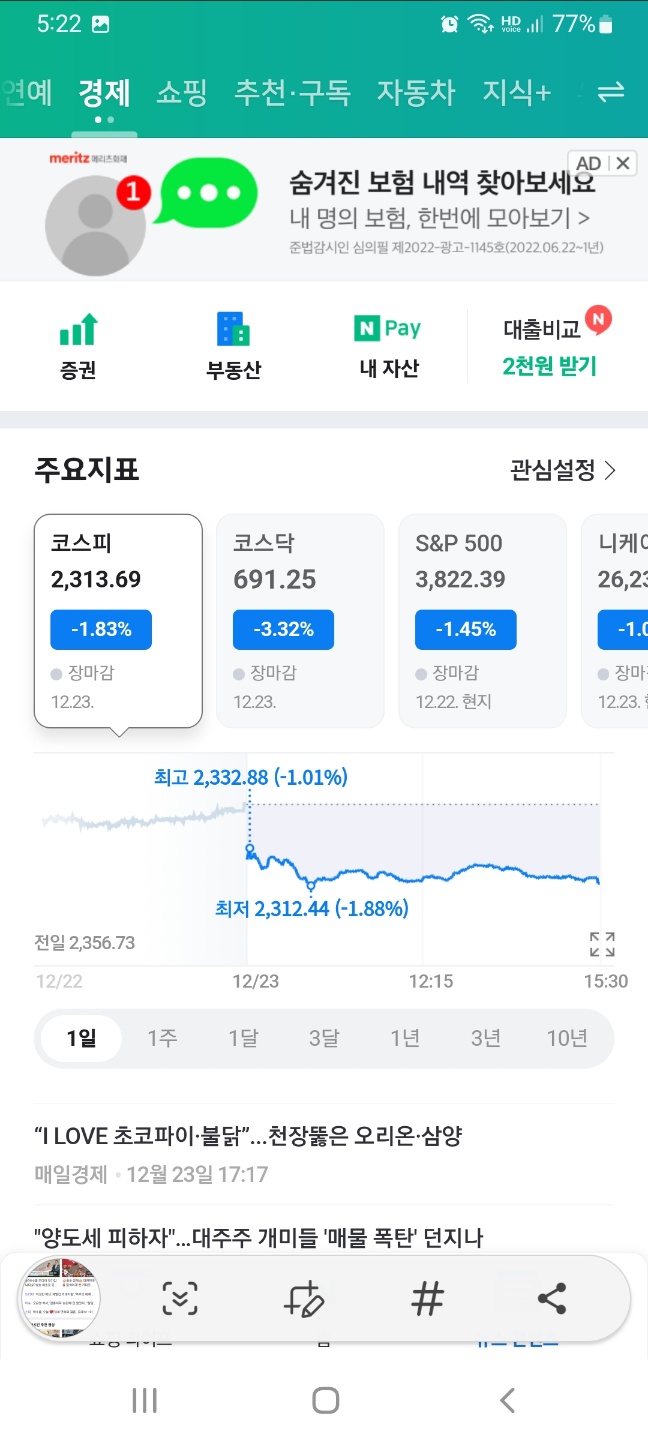 5:22 HD voice 77%
연예 경제 쇼핑 추천·구독 자동차 지식+
meritz 메리츠화재
AD
1
숨겨진 보험 내역 찾아보세요
내 명의 보험, 한번에 모아보기 >
준법감시인 심의필 제2022-광고-1145호(2022.06.22~1년)
N Pay
대출비교 N
증권 부동산 내 자산 2천원 받기
주요지표 관심설정 >
코스피 코스닥 S&P 500 니케이
2,313.69 691.25 3,822.39 26,23
-1.83% -3.32% -1.45% -1.0
장마감 장마감 장마감 장마
12.23. 12.23. 12.22. 현지 12.23.
최고 2,332.88 (-1.01%)
최저 2,312.44 (-1.88%)
전일 2,356.73
12/22 12/23 12:15 15:30
1일 1주 1달 3달 1년 3년 10년
“I LOVE 초코파이·불닭”...천장뚫은 오리온·삼양
매일경제 · 12월 23일 17:17
"양도세 피하자"...대주주 개미들 '매물 폭탄' 던지나
#